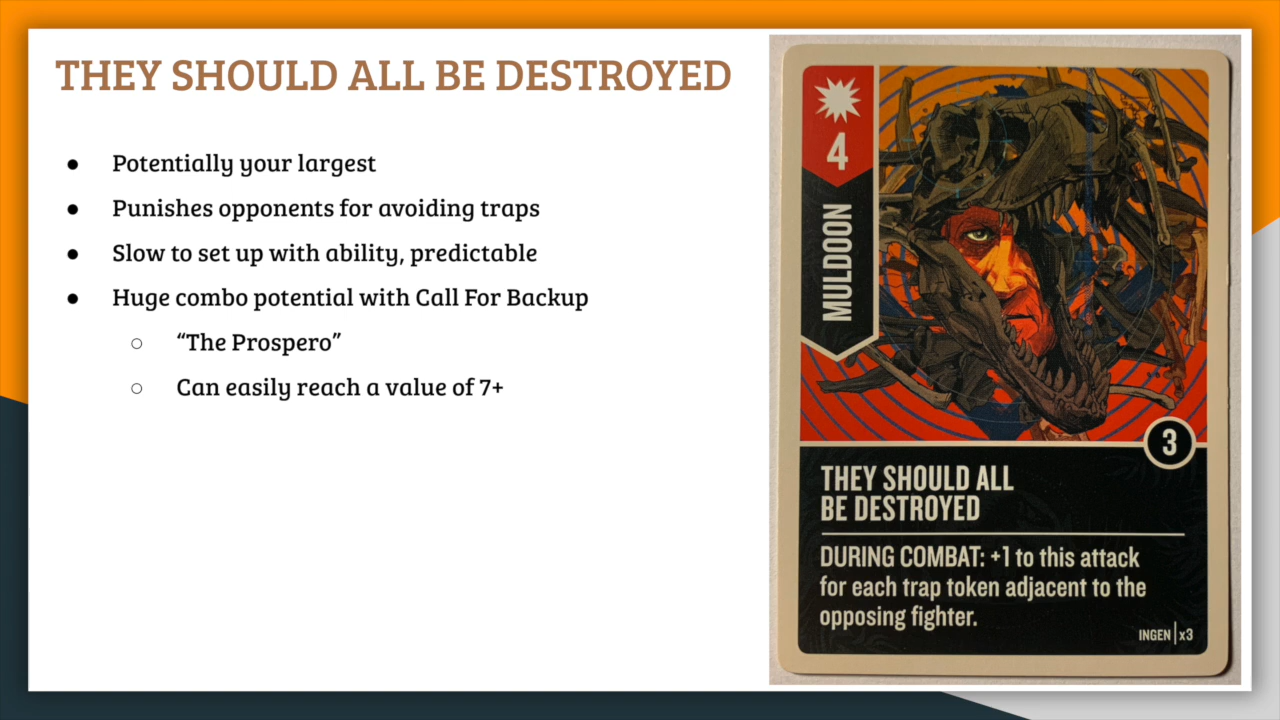 THEY SHOULD ALL BE DESTROYED
● Potentially your largest
● Punishes opponents for avoiding traps
● Slow to set up with ability, predictable
● Huge combo potential with Call For Backup
○ “The Prospero”
○ Can easily reach a value of 7+
4
MULDOON
3
THEY SHOULD ALL
BE DESTROYED
DURING COMBAT: +1 to this attack
for each trap token adjacent to the
opposing fighter.
INGEN | x3